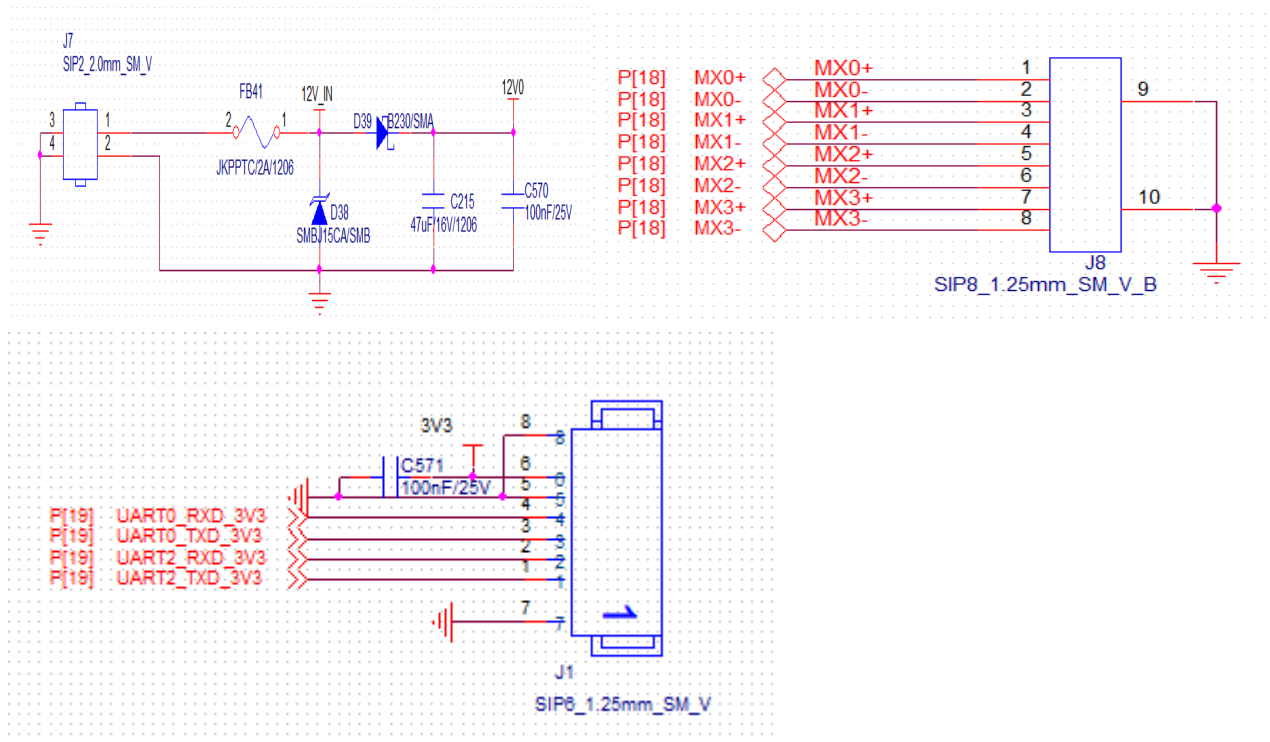 J7
SIP2_2.0mm_SM_V
3
4
1
2
FB41
2
1
JKPPTC/2A/1206
12V_IN
D39
B230/SMA
12V0
D38
SMBJ15CA/SMB
C215
47uF/16V/1206
C570
100nF/25V
P[18] MX0+ MX0+ 1
P[18] MX0- MX0- 2
P[18] MX1+ MX1+ 3
P[18] MX1- MX1- 4
P[18] MX2+ MX2+ 5
P[18] MX2- MX2- 6
P[18] MX3+ MX3+ 7
P[18] MX3- MX3- 8
9
10
J8
SIP8_1.25mm_SM_V_B
3V3
C571
100nF/25V
8 8
6 6
5 5
P[19] UART0_RXD_3V3 4 4
P[19] UART0_TXD_3V3 3 3
P[19] UART2_RXD_3V3 2 2
P[19] UART2_TXD_3V3 1 1
7 7
1
J1
SIP6_1.25mm_SM_V